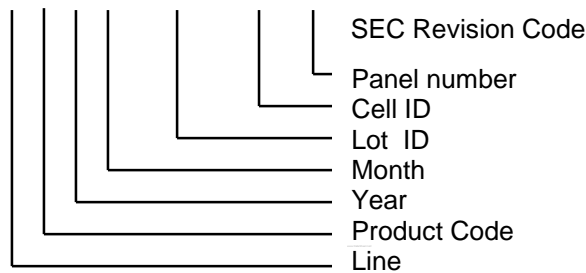 SEC Revision Code
Panel number
Cell ID
Lot ID
Month
Year
Product Code
Line